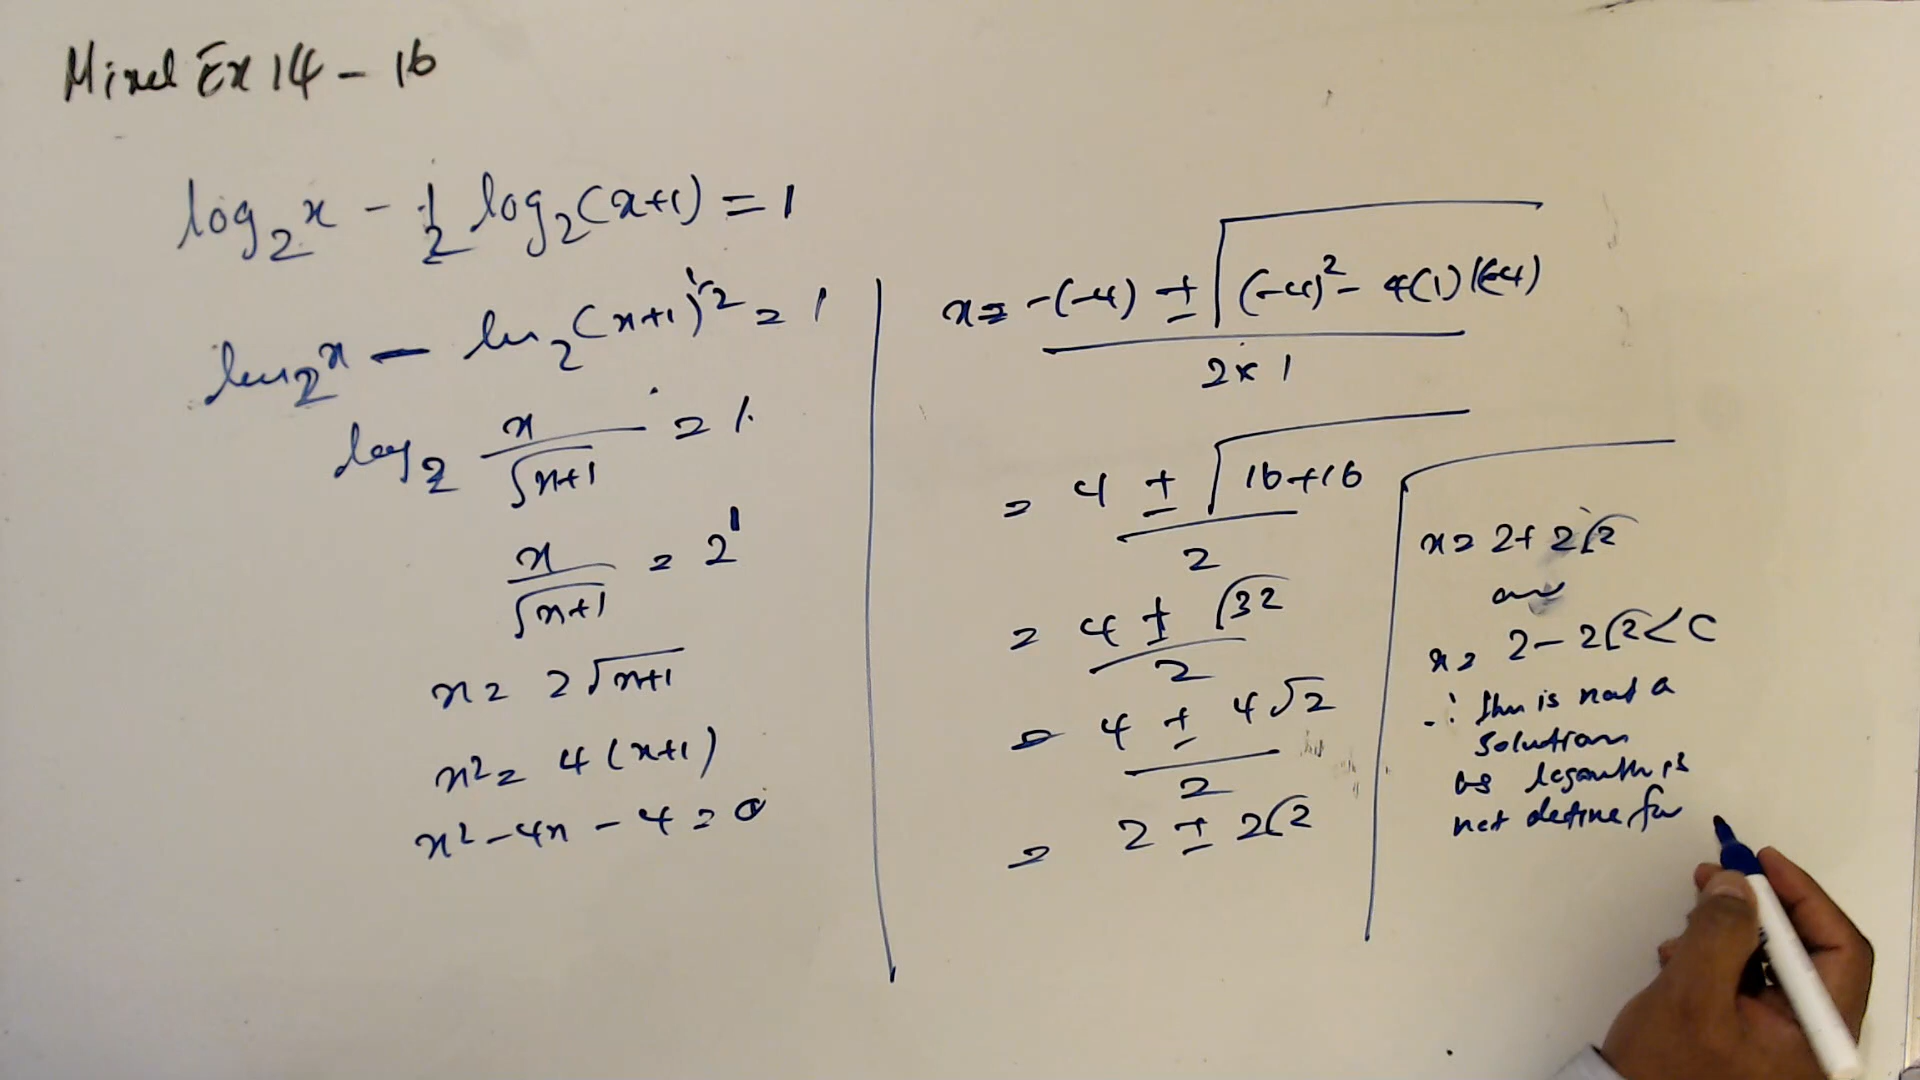 Mixed Ex 14 - 16
log₂x - 1/2 log₂(x+1) = 1
log₂x - log₂(x+1)^1/2 = 1
log₂ x/√(x+1) = 1
x/√(x+1) = 2¹
x = 2√(x+1)
x² = 4(x+1)
x² - 4x - 4 = 0
x = (-(-4) ± √((-4)² - 4(1)(-4)))/(2×1)
= (4 ± √(16+16))/2
= (4 ± √32)/2
= (4 ± 4√2)/2
= 2 ± 2√2
x = 2 + 2√2
or
x = 2 - 2√2 < 0
∴ this is not a
solution
as logarithm is
not define for